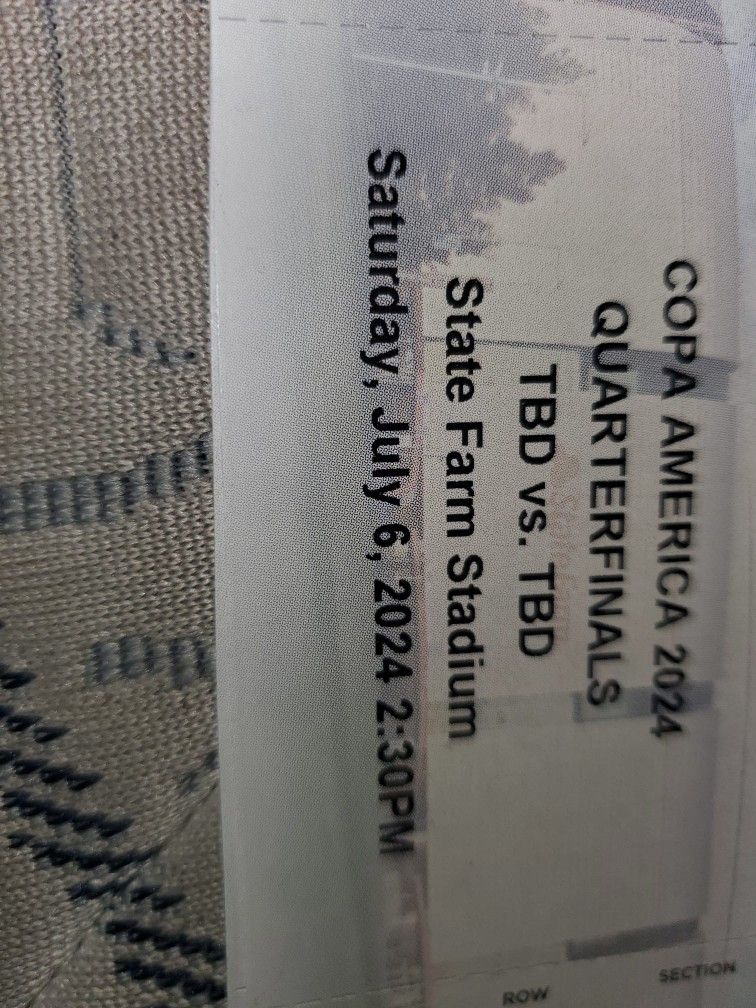 COPA AMERICA 2024
QUARTERFINALS
TBD vs. TBD
State Farm Stadium
Saturday, July 6, 2024 2:30PM
SECTION
ROW